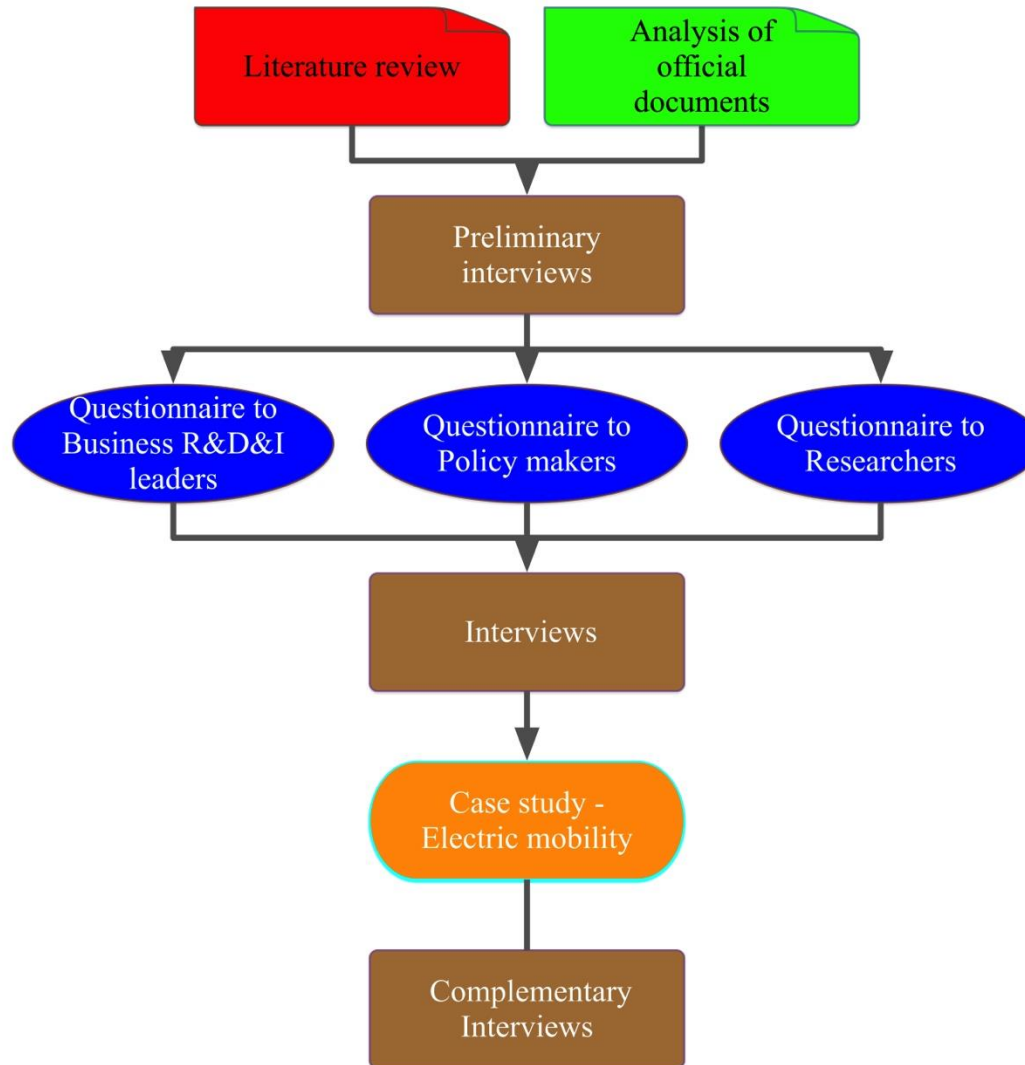 Literature review
Analysis of
official
documents
Preliminary
interviews
Questionnaire to
Business R&D&I
leaders
Questionnaire to
Policy makers
Questionnaire to
Researchers
Interviews
Case study -
Electric mobility
Complementary
Interviews